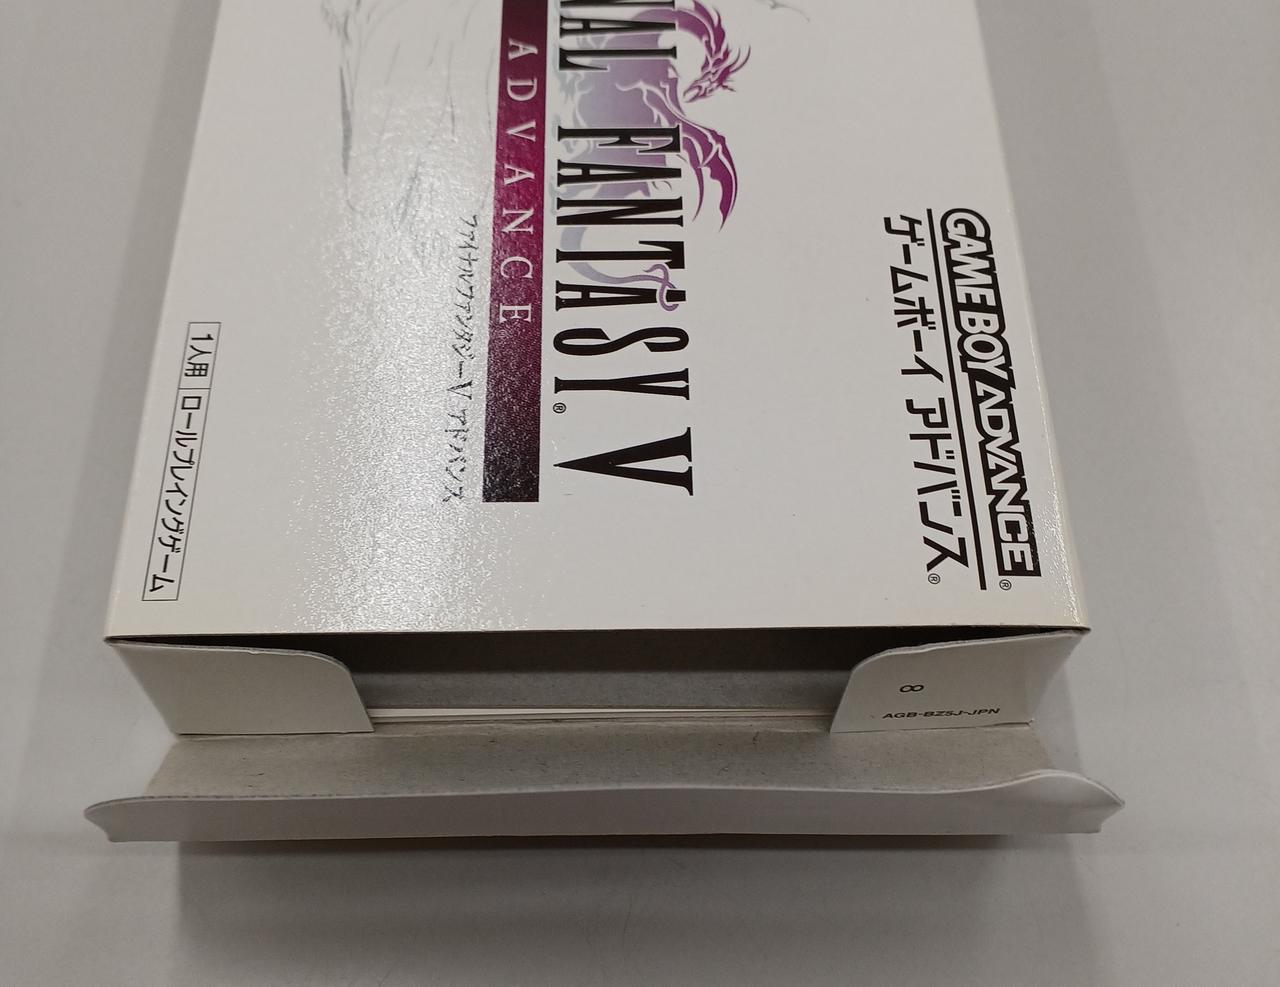 GAME BOY ADVANCE®
ゲームボーイ アドバンス®
NAL FANTASY® V
ADVANCE
ファイナルファンタジーV アドバンス
1人用 ロールプレイングゲーム
8
AGB-BZ5J-JPN